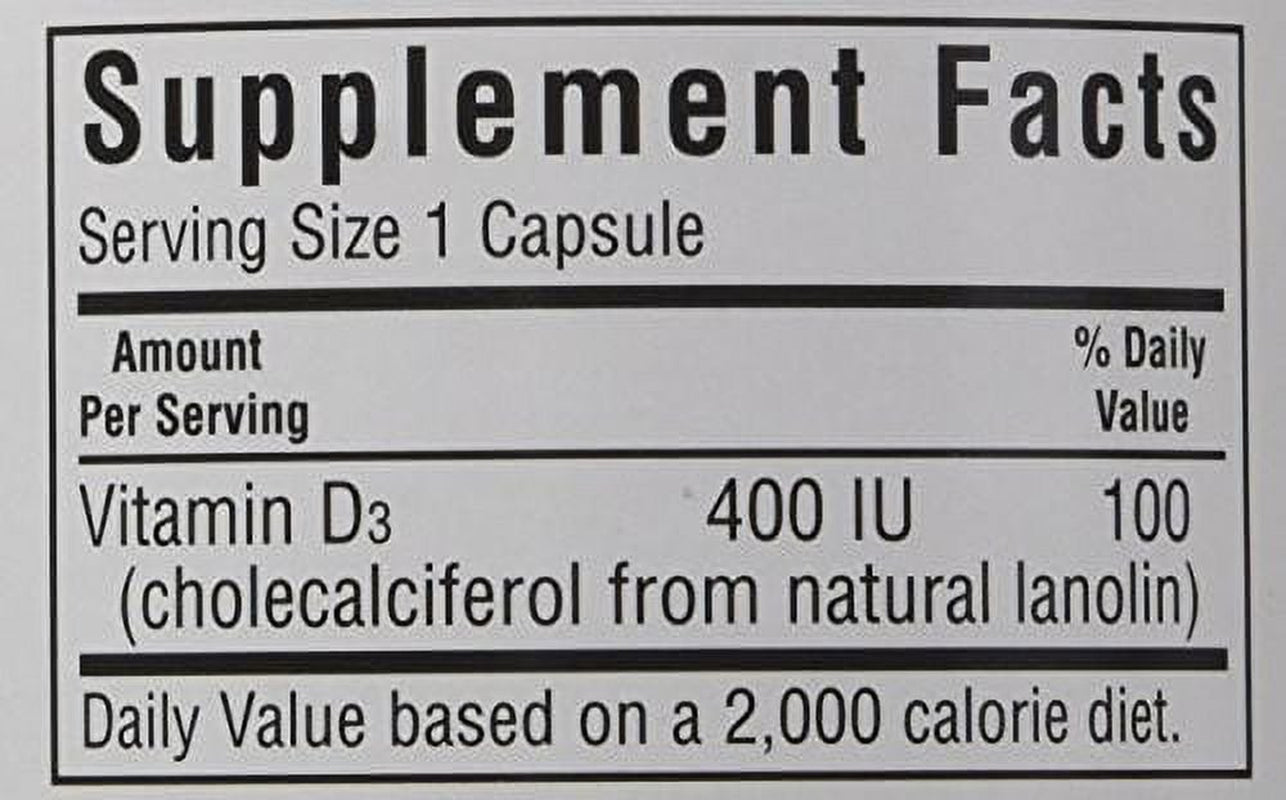 Supplement Facts
Serving Size 1 Capsule
Amount % Daily
Per Serving Value
Vitamin D3 400 IU 100
(cholecalciferol from natural lanolin)
Daily Value based on a 2,000 calorie diet.